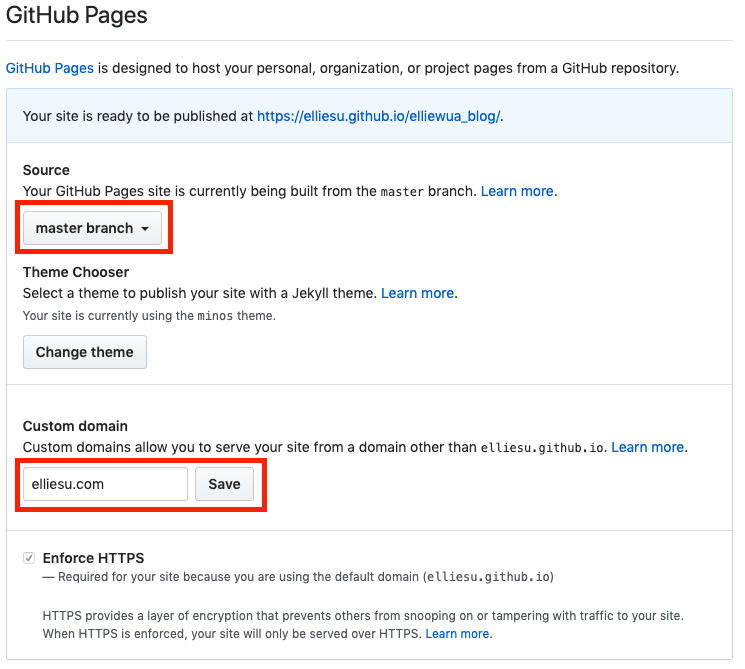 GitHub Pages
GitHub Pages is designed to host your personal, organization, or project pages from a GitHub repository.
Your site is ready to be published at https://elliesu.github.io/elliewua_blog/.
Source
Your GitHub Pages site is currently being built from the master branch. Learn more.
master branch
Theme Chooser
Select a theme to publish your site with a Jekyll theme. Learn more.
Your site is currently using the minos theme.
Change theme
Custom domain
Custom domains allow you to serve your site from a domain other than elliesu.github.io. Learn more.
elliesu.com Save
Enforce HTTPS
— Required for your site because you are using the default domain (elliesu.github.io)
HTTPS provides a layer of encryption that prevents others from snooping on or tampering with traffic to your site.
When HTTPS is enforced, your site will only be served over HTTPS. Learn more.